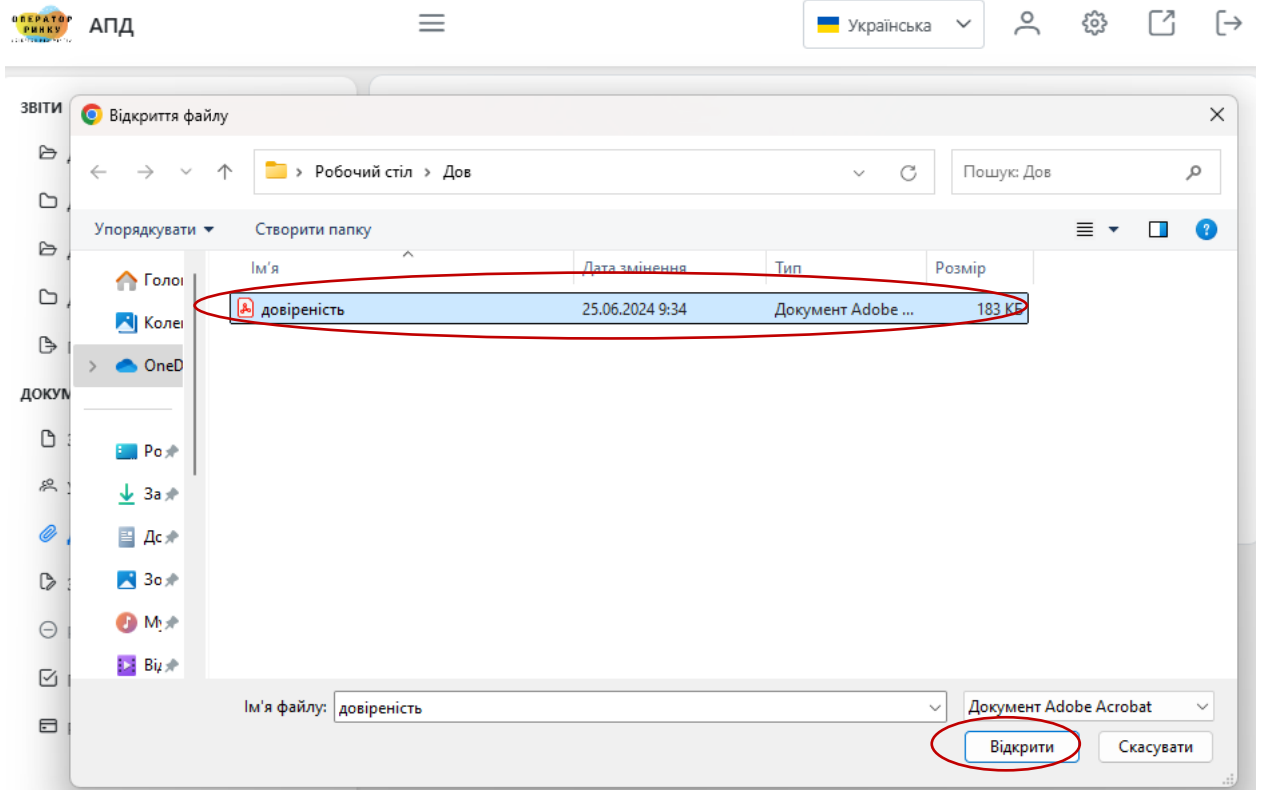 ОПЕРАТОР
РИНКУ
АПД
Українська
ЗВІТИ
Відкриття файлу
Робочий стіл > Дов
Пошук: Дов
Упорядкувати
Створити папку
Ім'я
Дата змінення
Тип
Розмір
довіреність
25.06.2024 9:34
Документ Adobe ...
183 КБ
Голо
Коле
OneD
ДОКУМ
Ро
За
До
Зо
Му
Від
Ім'я файлу:
довіреність
Документ Adobe Acrobat
Відкрити
Скасувати